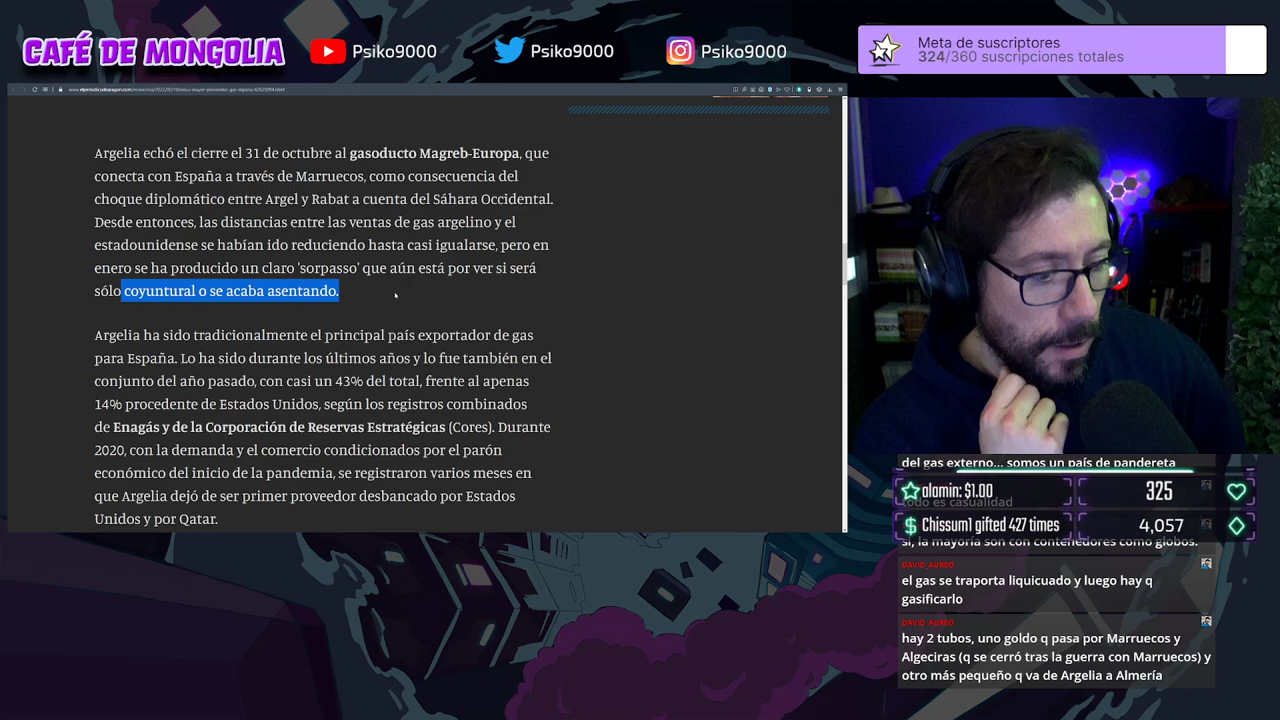 CAFÉ DE MONGOLIA
Psiko9000
Psiko9000
Psiko9000
Meta de suscriptores
324/360 suscripciones totales
Argelia echó el cierre el 31 de octubre al gasoducto Magreb-Europa, que
conecta con España a través de Marruecos, como consecuencia del
choque diplomático entre Argel y Rabat a cuenta del Sáhara Occidental.
Desde entonces, las distancias entre las ventas de gas argelino y el
estadounidense se habían ido reduciendo hasta casi igualarse, pero en
enero se ha producido un claro 'sorpasso' que aún está por ver si será
sólo coyuntural o se acaba asentando.
Argelia ha sido tradicionalmente el principal país exportador de gas
para España. Lo ha sido durante los últimos años y lo fue también en el
conjunto del año pasado, con casi un 43% del total, frente al apenas
14% procedente de Estados Unidos, según los registros combinados
de Enagás y de la Corporación de Reservas Estratégicas (Cores). Durante
2020, con la demanda y el comercio condicionados por el parón
económico del inicio de la pandemia, se registraron varios meses en
que Argelia dejó de ser primer proveedor desbancado por Estados
Unidos y por Qatar.
del gas externo... somos un país de pandereta
alamin: $1.00
325
todo es casualidad
Chissum1 gifted 427 times
4,057
si, la mayoría son con contenedores como globos.
DAVID_AUREO
el gas se traporta liquicuado y luego hay q
gasificarlo
DAVID_AUREO
hay 2 tubos, uno goldo q pasa por Marruecos y
Algeciras (q se cerró tras la guerra con Marruecos) y
otro más pequeño q va de Argelia a Almería